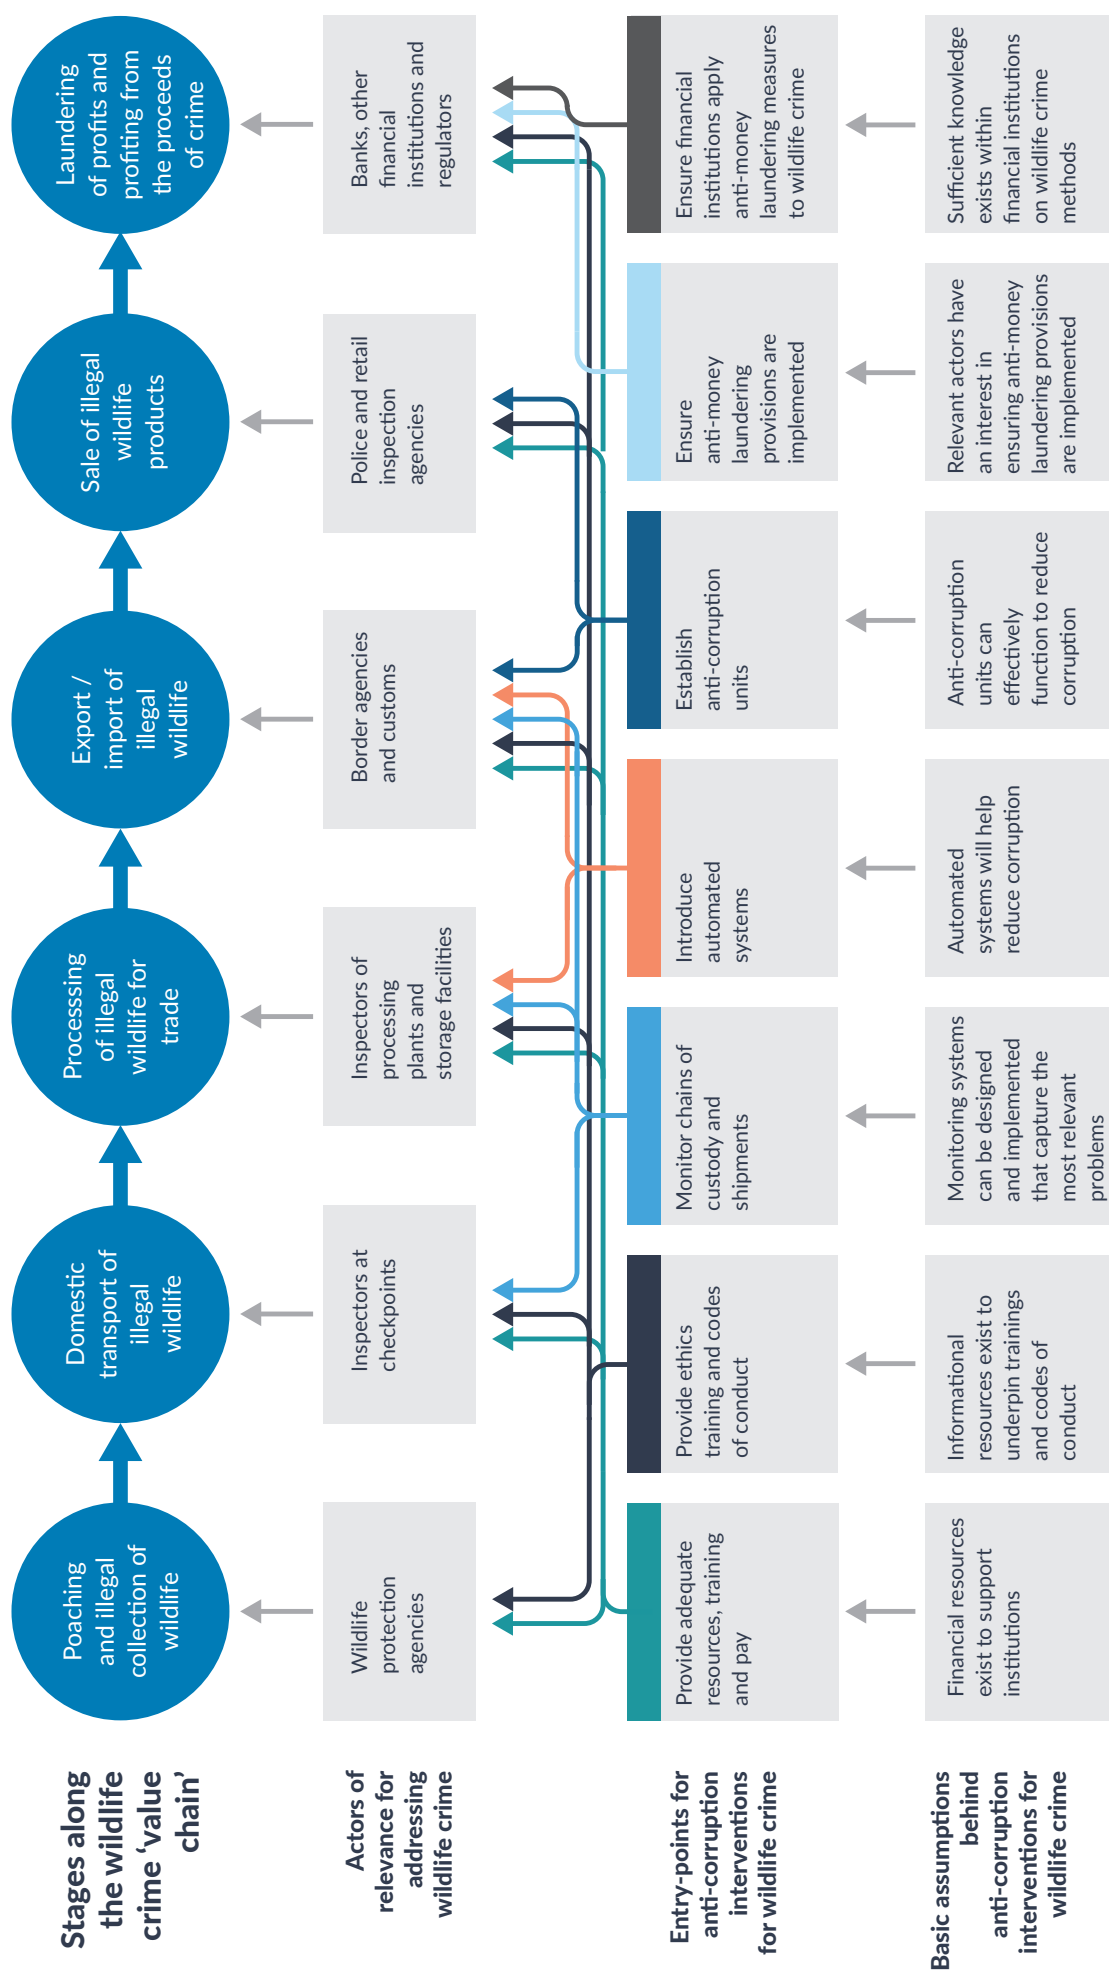 Stages along
the wildlife
crime ‘value
chain’
Poaching
and illegal
collection of
wildlife
Domestic
transport of
illegal
wildlife
Processsing
of illegal
wildlife for
trade
Export /
import of
illegal
wildlife
Sale of illegal
wildlife
products
Laundering
of profits and
profiting from
the proceeds
of crime
Actors of
relevance for
addressing
wildlife crime
Wildlife
protection
agencies
Inspectors at
checkpoints
Inspectors of
processing
plants and
storage facilities
Border agencies
and customs
Police and retail
inspection
agencies
Banks, other
financial
institutions and
regulators
Entry-points for
anti-corruption
interventions
for wildlife crime
Provide adequate
resources, training
and pay
Provide ethics
training and codes
of conduct
Monitor chains of
custody and
shipments
Introduce
automated
systems
Establish
anti-corruption
units
Ensure
anti-money
laundering
provisions are
implemented
Ensure financial
institutions apply
anti-money
laundering measures
to wildlife crime
Basic assumptions
behind
anti-corruption
interventions for
wildlife crime
Financial resources
exist to support
institutions
Informational
resources exist to
underpin trainings
and codes of
conduct
Monitoring systems
can be designed
and implemented
that capture the
most relevant
problems
Automated
systems will help
reduce corruption
Anti-corruption
units can
effectively
function to reduce
corruption
Relevant actors have
an interest in
ensuring anti-money
laundering provisions
are implemented
Sufficient knowledge
exists within
financial institutions
on wildlife crime
methods